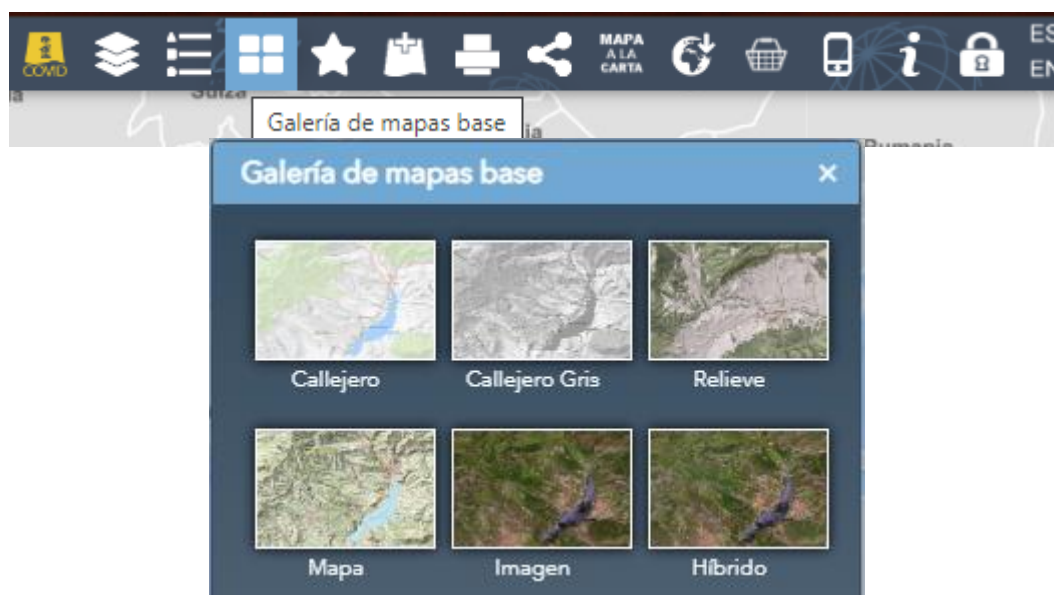 COVID
MAPA
A LA
CARTA
i
ES
EN
Suiza
Galería de mapas base
Rumania
Galería de mapas base
×
Callejero
Callejero Gris
Relieve
Mapa
Imagen
Híbrido